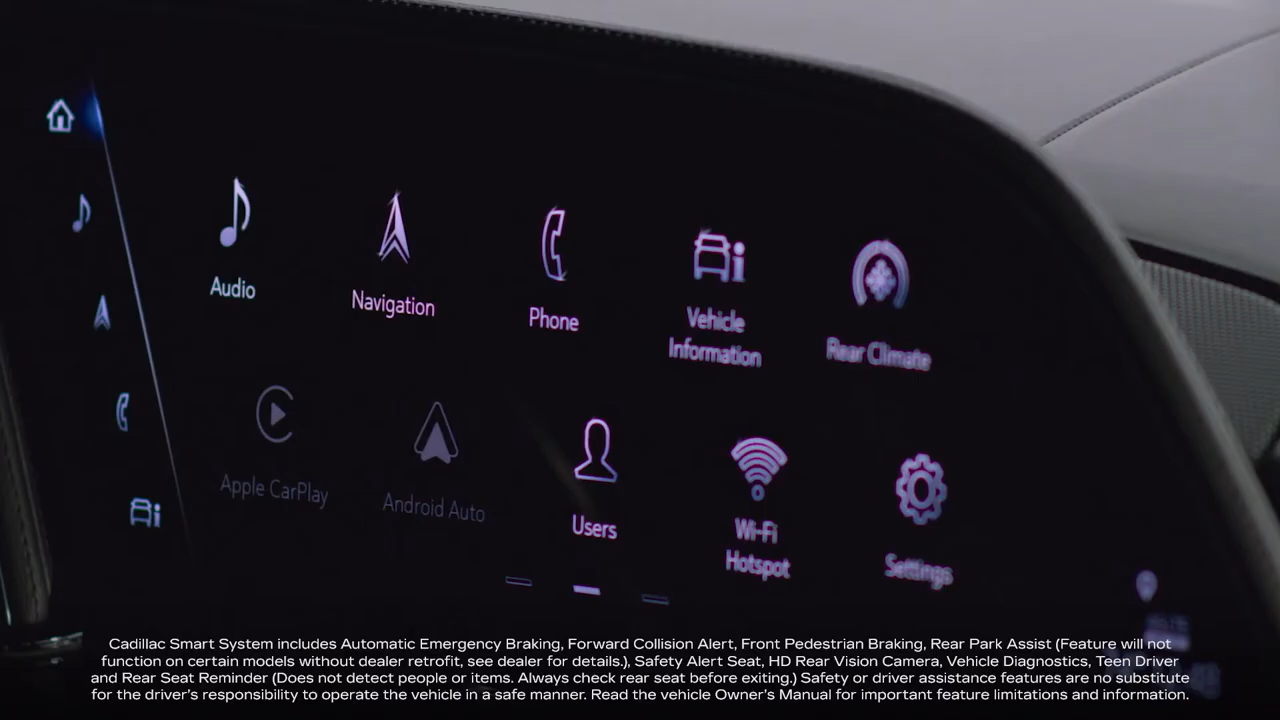 Audio
Navigation
Phone
Vehicle
Information
Rear Climate
Apple CarPlay
Android Auto
Users
Wi-Fi
Hotspot
Settings
Cadillac Smart System includes Automatic Emergency Braking, Forward Collision Alert, Front Pedestrian Braking, Rear Park Assist (Feature will not
function on certain models without dealer retrofit, see dealer for details.), Safety Alert Seat, HD Rear Vision Camera, Vehicle Diagnostics, Teen Driver
and Rear Seat Reminder (Does not detect people or items. Always check rear seat before exiting.) Safety or driver assistance features are no substitute
for the driver's responsibility to operate the vehicle in a safe manner. Read the vehicle Owner's Manual for important feature limitations and information.